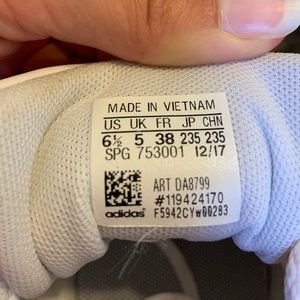 MADE IN VIETNAM
US UK FR JP CHN
6½ 5 38 235 235
SPG 753001 12/17
ART DA8799
#119424170
adidas F5942CYW00283